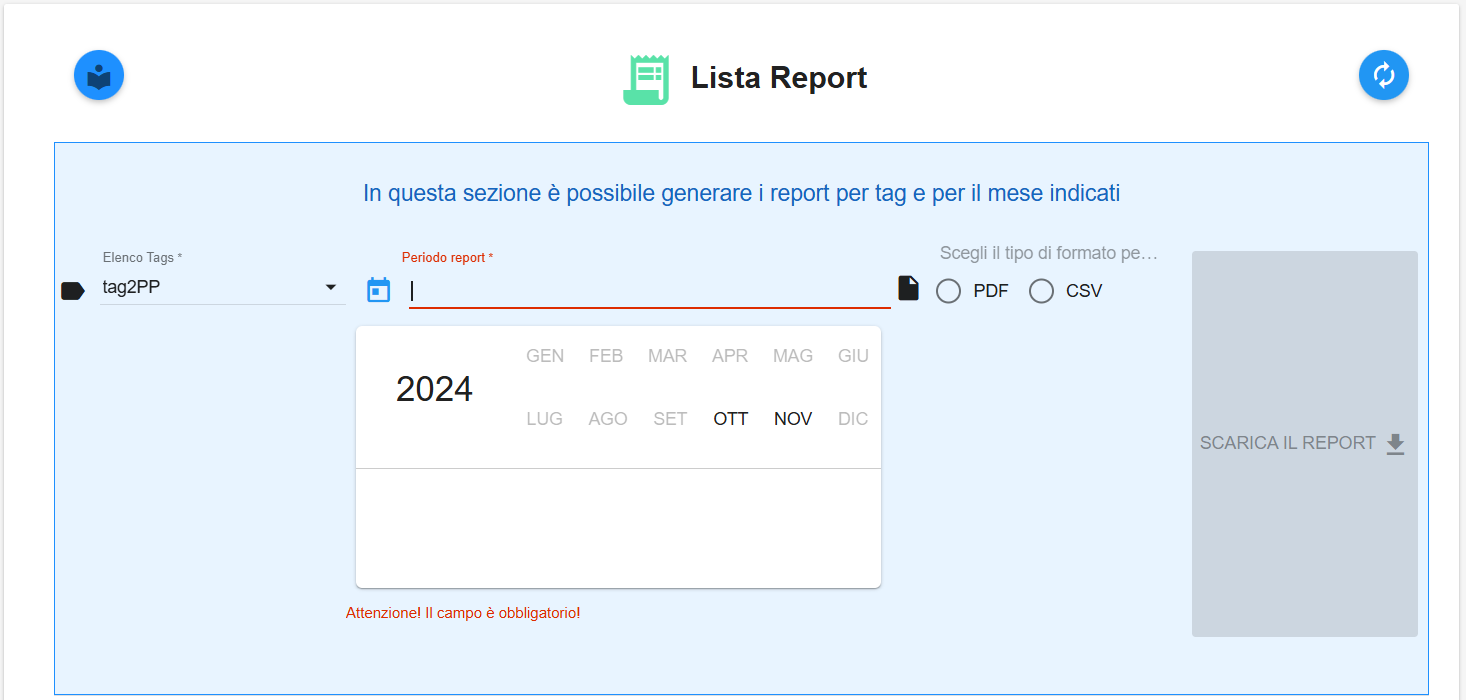 Lista Report
In questa sezione è possibile generare i report per tag e per il mese indicati
Elenco Tags *
tag2PP
Periodo report *
Scegli il tipo di formato pe…
PDF
CSV
GEN FEB MAR APR MAG GIU
2024
LUG AGO SET OTT NOV DIC
SCARICA IL REPORT
Attenzione! Il campo è obbligatorio!